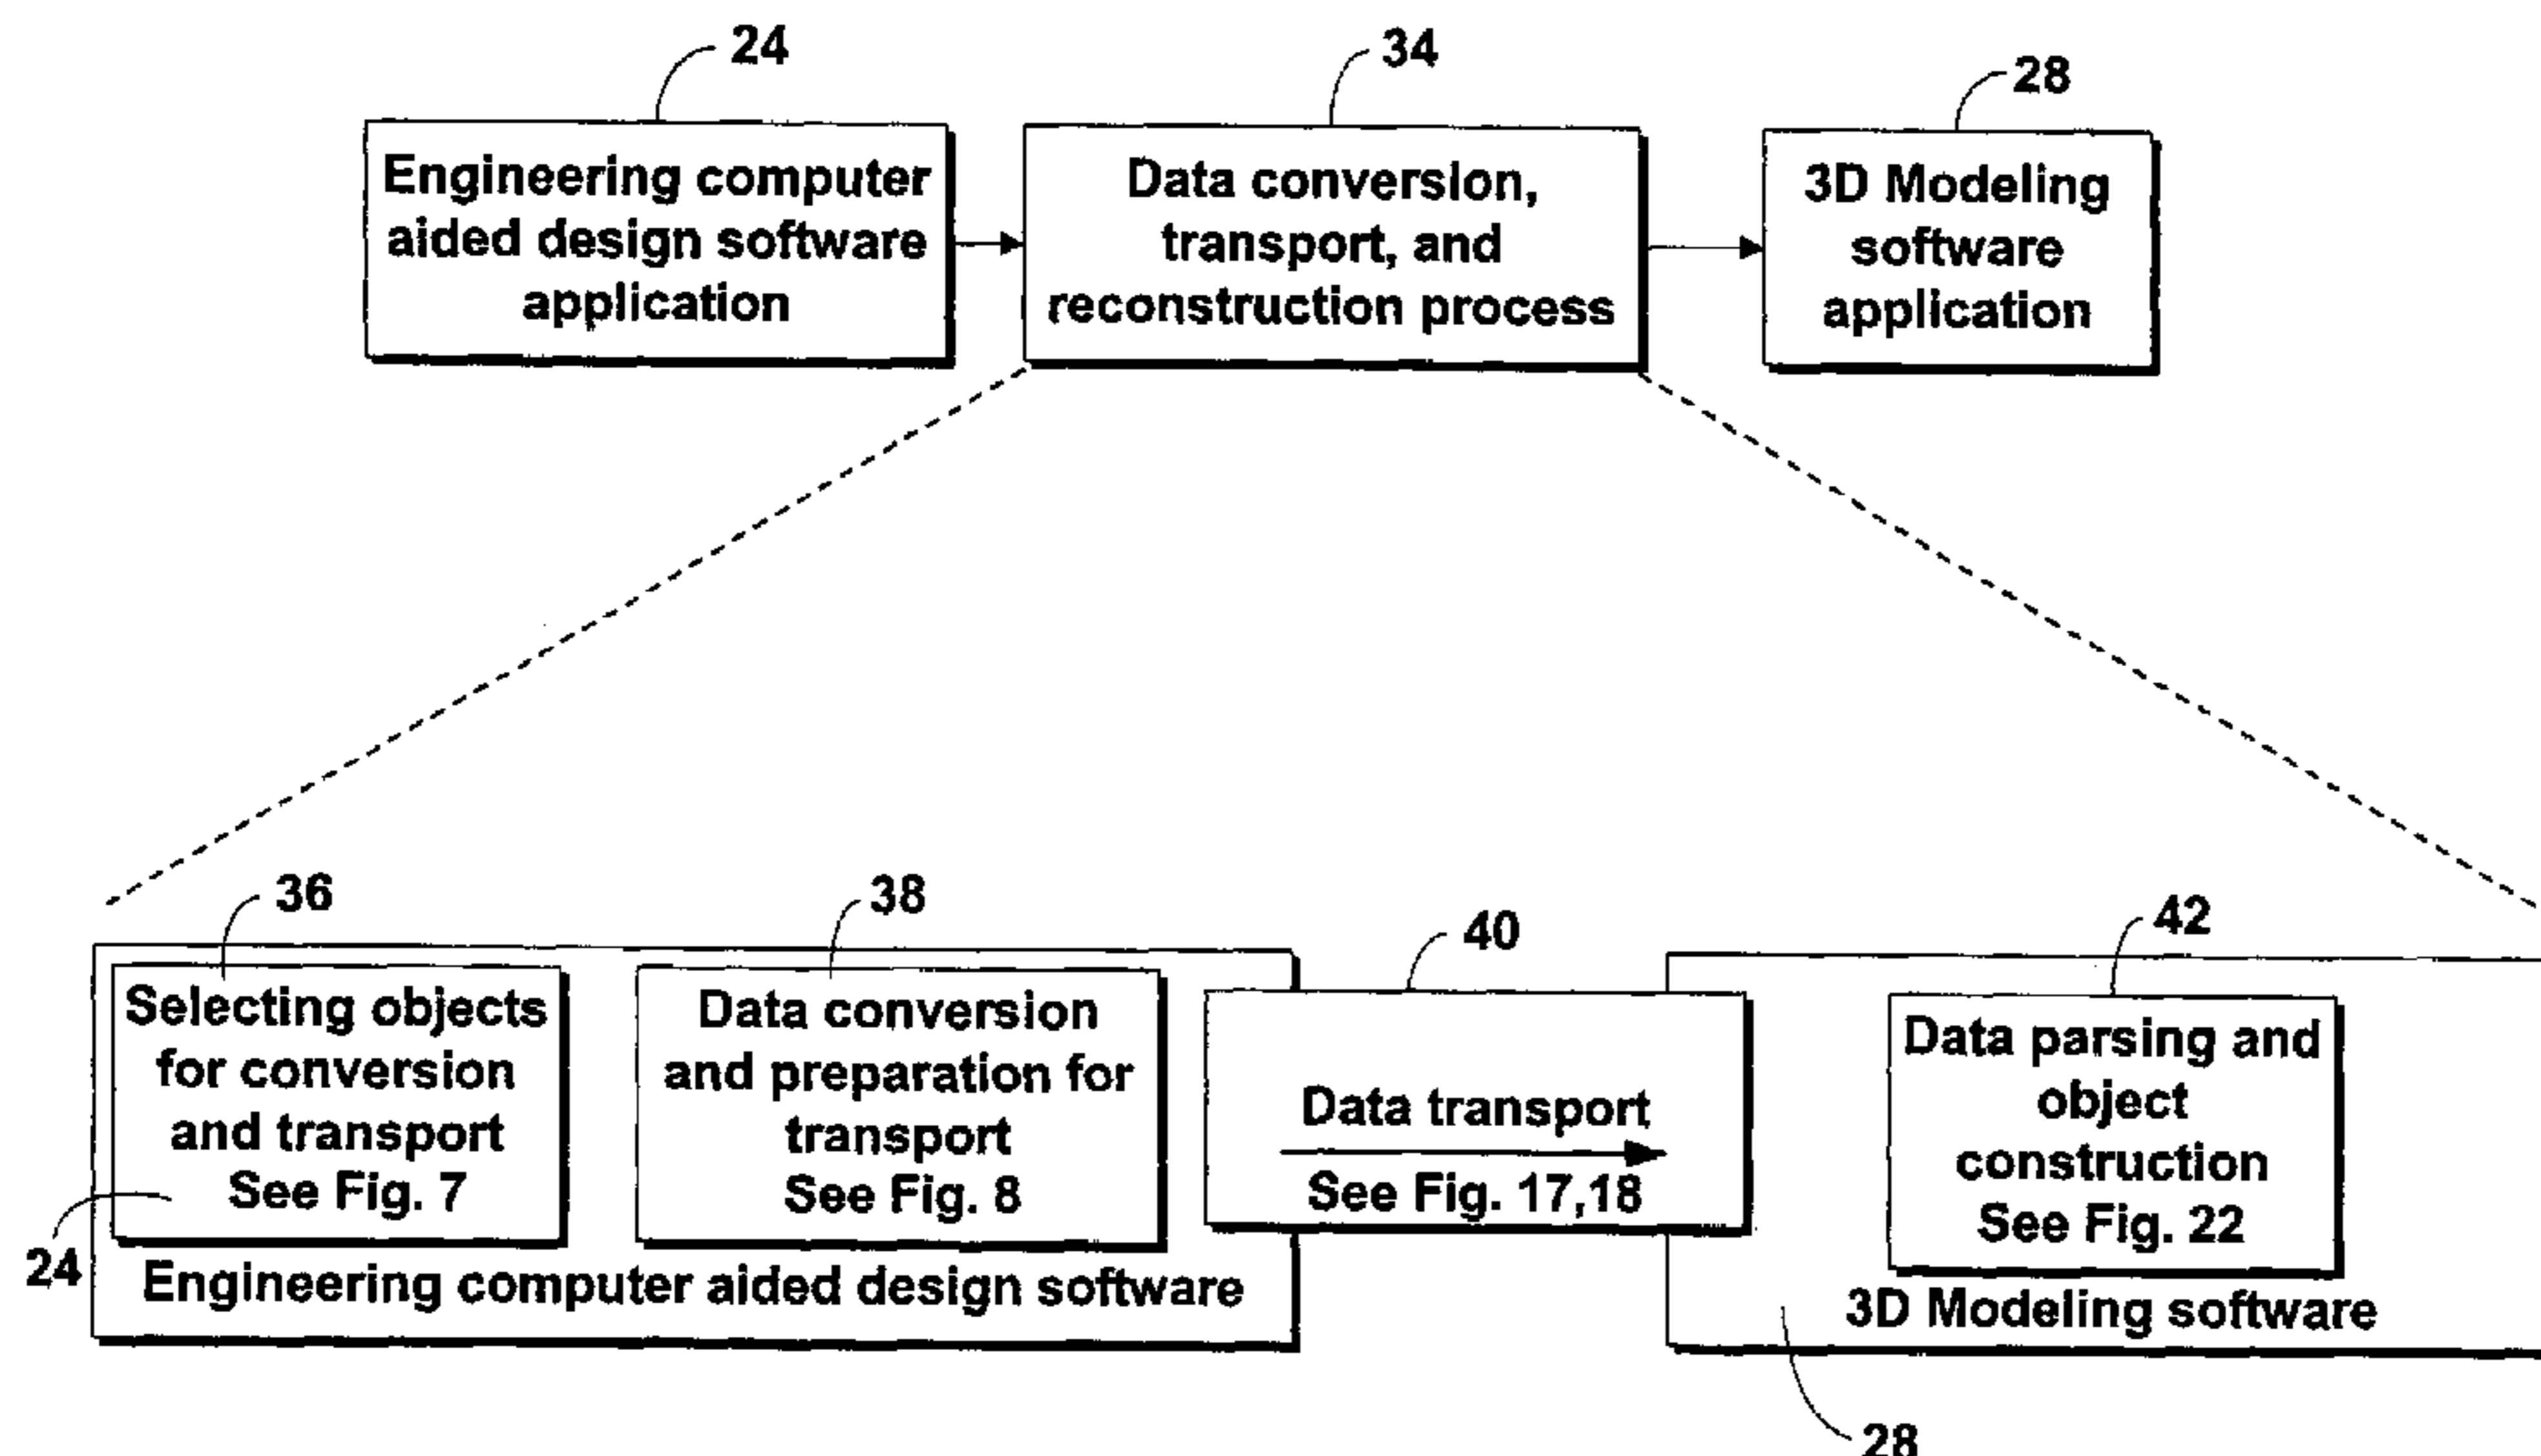 24
34
28
Engineering computer
aided design software
application
Data conversion,
transport, and
reconstruction process
3D Modeling
software
application
36
38
40
42
Selecting objects
for conversion
and transport
See Fig. 7
Data conversion
and preparation for
transport
See Fig. 8
Data transport
See Fig. 17,18
Data parsing and
object
construction
See Fig. 22
24
Engineering computer aided design software
3D Modeling software
28